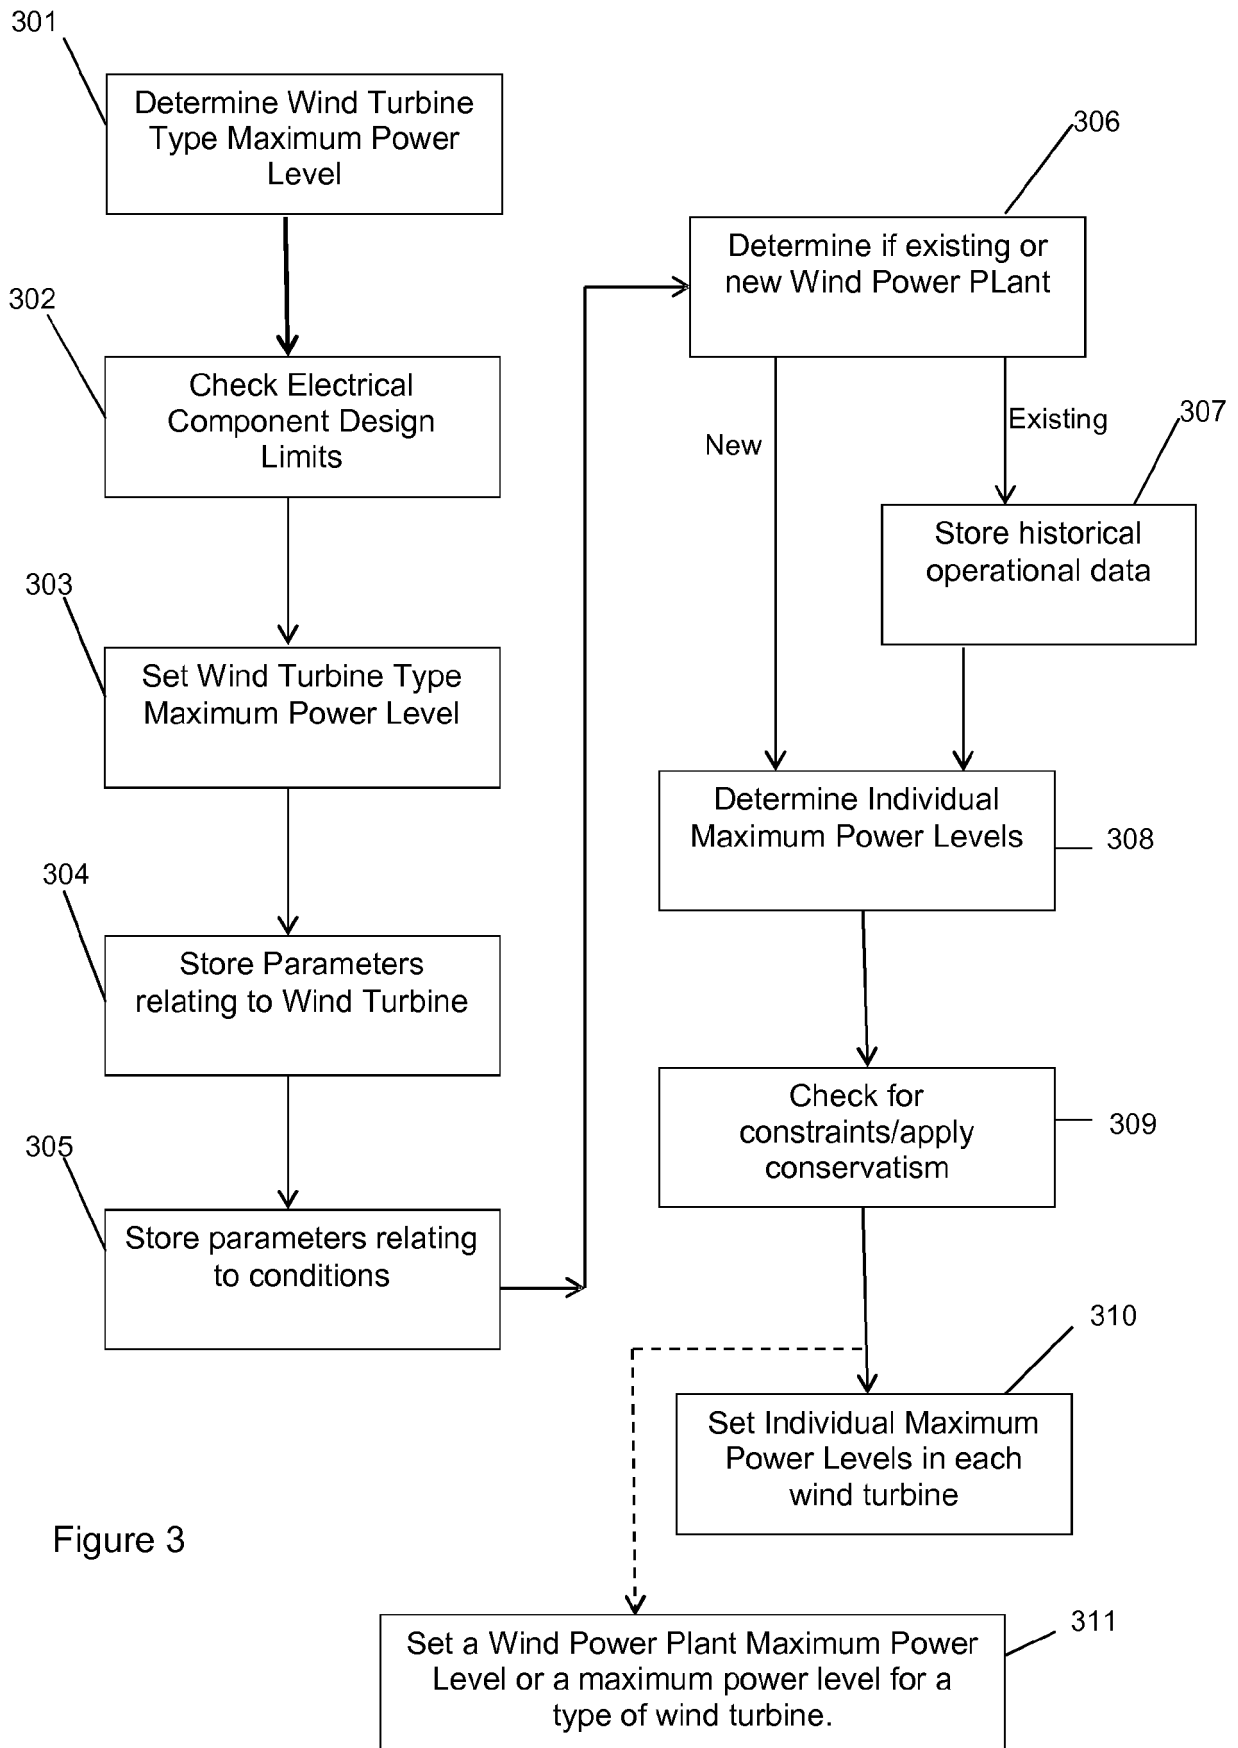 301
Determine Wind Turbine
Type Maximum Power
Level
302
Check Electrical
Component Design
Limits
303
Set Wind Turbine Type
Maximum Power Level
304
Store Parameters
relating to Wind Turbine
305
Store parameters relating
to conditions
306
Determine if existing or
new Wind Power PLant
New
Existing
307
Store historical
operational data
Determine Individual
Maximum Power Levels
308
Check for
constraints/apply
conservatism
309
310
Set Individual Maximum
Power Levels in each
wind turbine
Figure 3
311
Set a Wind Power Plant Maximum Power
Level or a maximum power level for a
type of wind turbine.